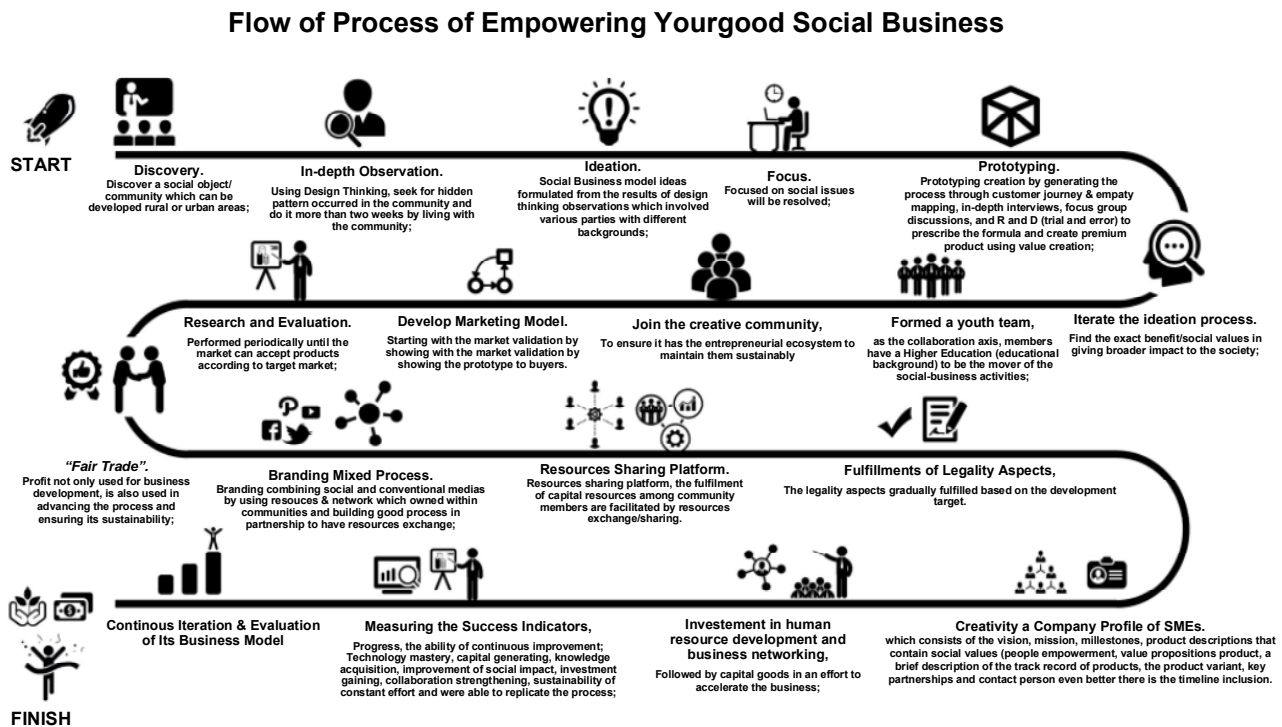 Flow of Process of Empowering Yourgood Social Business
START
Discovery.
Discover a social object/
community which can be
developed rural or urban areas;
In-depth Observation.
Using Design Thinking, seek for hidden
pattern occurred in the community and
do it more than two weeks by living with
the community;
Ideation.
Social Business model ideas
formulated from the results of design
thinking observations which involved
various parties with different
backgrounds;
Focus.
Focused on social issues
will be resolved;
Prototyping.
Prototyping creation by generating the
process through customer journey & empaty
mapping, in-depth interviews, focus group
discussions, and R and D (trial and error) to
prescribe the formula and create premium
product using value creation;
Research and Evaluation.
Performed periodically until the
market can accept products
according to target market;
Develop Marketing Model.
Starting with the market validation by
showing with the market validation by
showing the prototype to buyers.
Join the creative community,
To ensure it has the entrepreneurial ecosystem to
maintain them sustainably
Formed a youth team,
as the collaboration axis, members
have a Higher Education (educational
background) to be the mover of the
social-business activities;
Iterate the ideation process.
Find the exact benefit/social values in
giving broader impact to the society;
“Fair Trade”.
Profit not only used for business
development, is also used in
advancing the process and
ensuring its sustainability;
Branding Mixed Process.
Branding combining social and conventional medias
by using resouces & network which owned within
communities and building good process in
partnership to have resources exchange;
Resources Sharing Platform.
Resources sharing platform, the fulfilment
of capital resources among community
members are facilitated by resources
exchange/sharing.
Fulfillments of Legality Aspects,
The legality aspects gradually fulfilled based on the development
target.
Continous Iteration & Evaluation
of Its Business Model
Measuring the Success Indicators,
Progress, the ability of continuous improvement;
Technology mastery, capital generating, knowledge
acquisition, improvement of social impact, investment
gaining, collaboration strengthening, sustainability of
constant effort and were able to replicate the process;
Investement in human
resource development and
business networking,
Followed by capital goods in an effort to
accelerate the business;
Creativity a Company Profile of SMEs.
which consists of the vision, mission, millestones, product descriptions that
contain social values (people empowerment, value propositions product, a
brief description of the track record of products, the product variant, key
partnerships and contact person even better there is the timeline inclusion.
FINISH